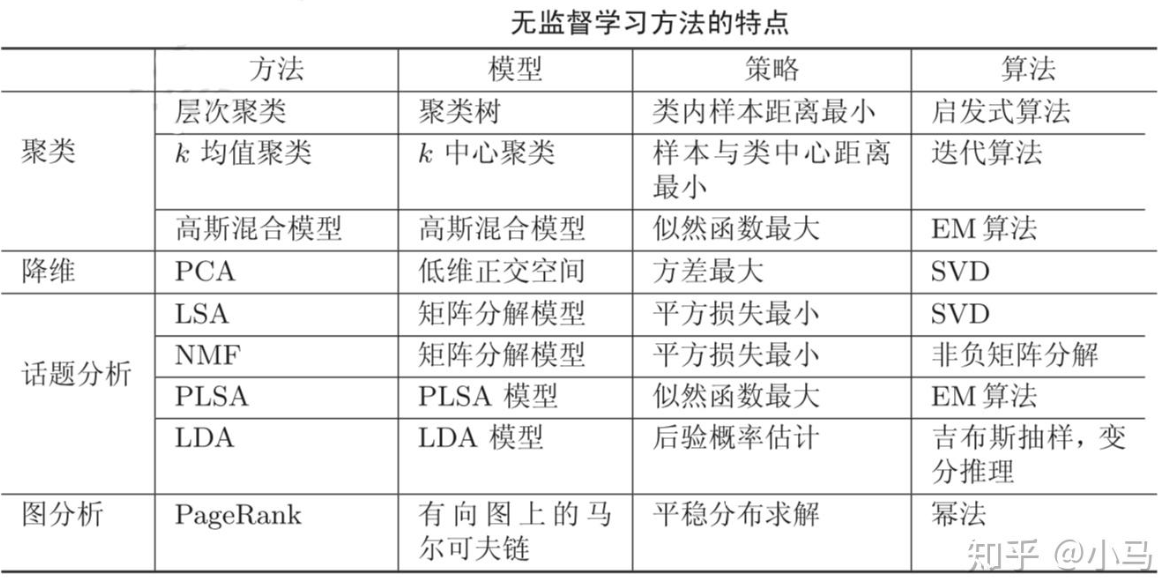 无监督学习方法的特点
方法 模型 策略 算法
聚类 层次聚类 聚类树 类内样本距离最小 启发式算法
k 均值聚类 k 中心聚类 样本与类中心距离最小 迭代算法
高斯混合模型 高斯混合模型 似然函数最大 EM 算法
降维 PCA 低维正交空间 方差最大 SVD
话题分析 LSA 矩阵分解模型 平方损失最小 SVD
NMF 矩阵分解模型 平方损失最小 非负矩阵分解
PLSA PLSA 模型 似然函数最大 EM 算法
LDA LDA 模型 后验概率估计 吉布斯抽样，变分推理
图分析 PageRank 有向图上的马尔可夫链 平稳分布求解 幂法
知乎 @小马